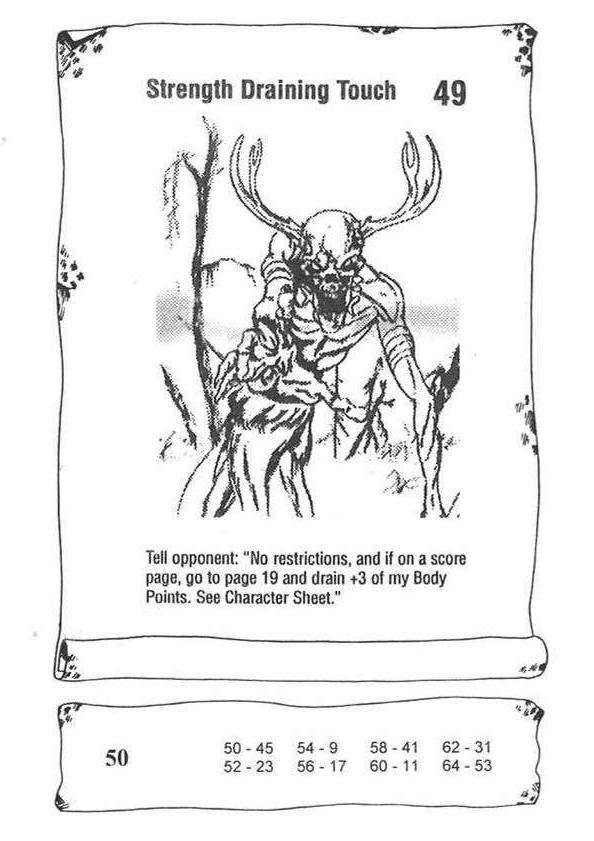 Strength Draining Touch 49
Tell opponent: "No restrictions, and if on a score
page, go to page 19 and drain +3 of my Body
Points. See Character Sheet."
50
50 - 45 54 - 9 58 - 41 62 - 31
52 - 23 56 - 17 60 - 11 64 - 53